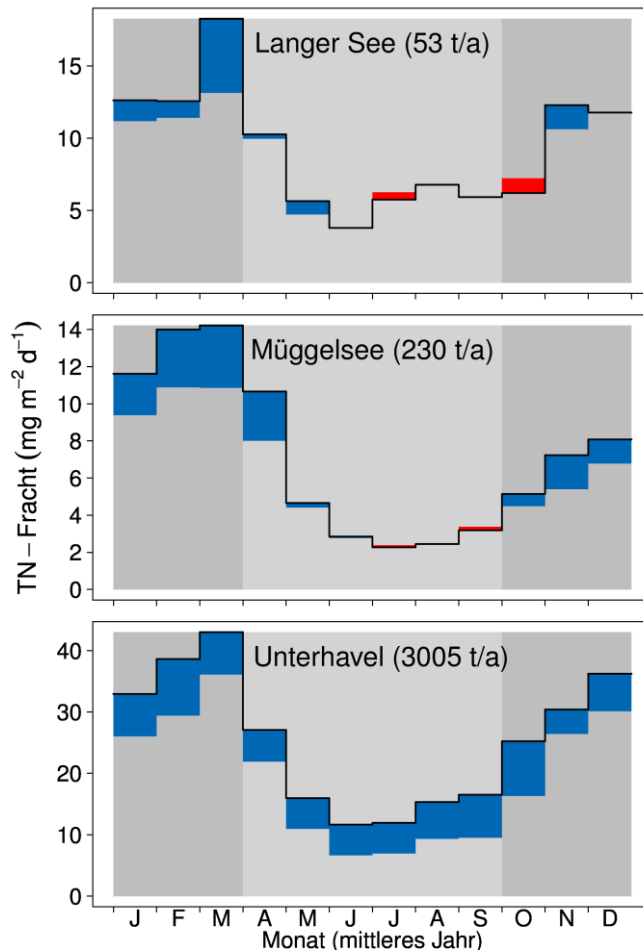 Langer See (53 t/a)
15
10
5
0
Müggelsee (230 t/a)
14
12
10
8
6
4
2
0
TN – Fracht (mg m⁻² d⁻¹)
Unterhavel (3005 t/a)
40
30
20
10
0
J F M A M J J A S O N D
Monat (mittleres Jahr)